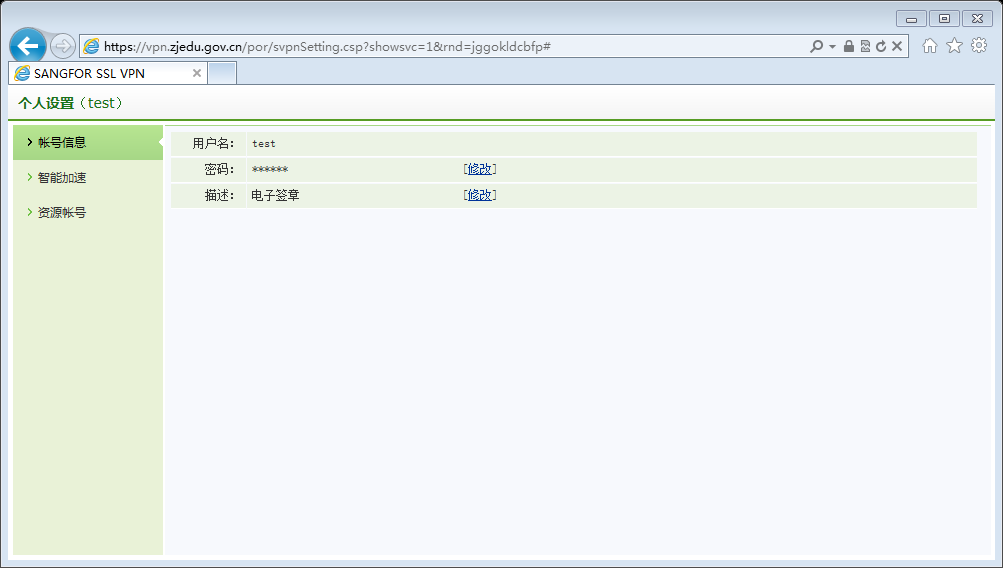 https://vpn.zjedu.gov.cn/por/svpnSetting.csp?showsvc=1&rnd=jggokldcbfp#
SANGFOR SSL VPN
个人设置（test）
帐号信息
智能加速
资源帐号
用户名： test
密码： ****** [修改]
描述： 电子签章 [修改]